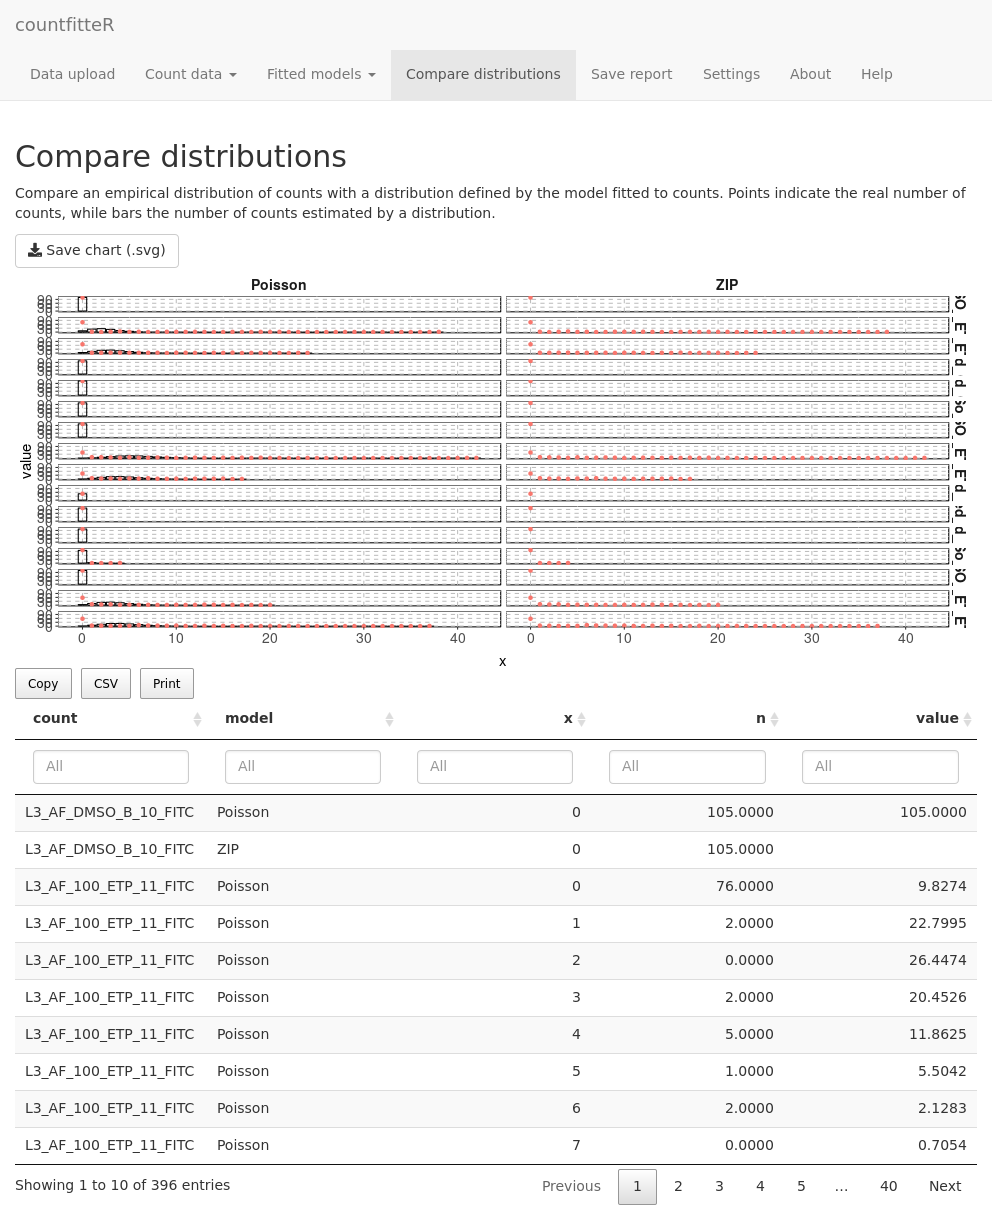 countfitteR
Data upload Count data Fitted models Compare distributions Save report Settings About Help
Compare distributions
Compare an empirical distribution of counts with a distribution defined by the model fitted to counts. Points indicate the real number of
counts, while bars the number of counts estimated by a distribution.
Save chart (.svg)
Poisson ZIP
value
0 10 20 30 40 0 10 20 30 40
x
Copy CSV Print
count model x n value
All All All All All
L3_AF_DMSO_B_10_FITC Poisson 0 105.0000 105.0000
L3_AF_DMSO_B_10_FITC ZIP 0 105.0000
L3_AF_100_ETP_11_FITC Poisson 0 76.0000 9.8274
L3_AF_100_ETP_11_FITC Poisson 1 2.0000 22.7995
L3_AF_100_ETP_11_FITC Poisson 2 0.0000 26.4474
L3_AF_100_ETP_11_FITC Poisson 3 2.0000 20.4526
L3_AF_100_ETP_11_FITC Poisson 4 5.0000 11.8625
L3_AF_100_ETP_11_FITC Poisson 5 1.0000 5.5042
L3_AF_100_ETP_11_FITC Poisson 6 2.0000 2.1283
L3_AF_100_ETP_11_FITC Poisson 7 0.0000 0.7054
Showing 1 to 10 of 396 entries Previous 1 2 3 4 5 … 40 Next